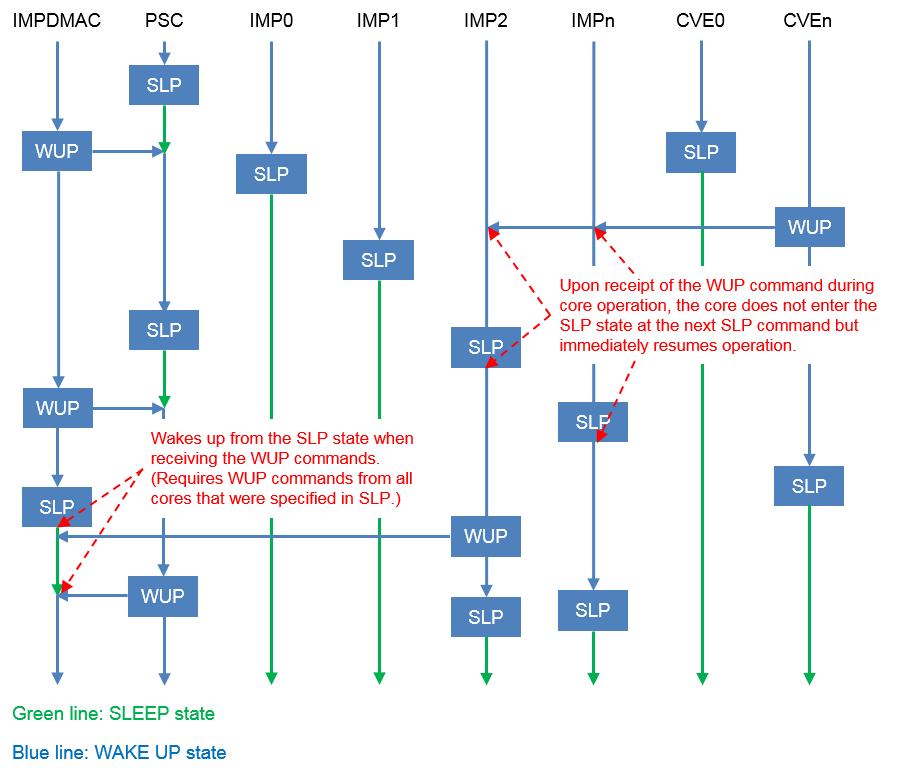 IMPDMAC PSC IMP0 IMP1 IMP2 IMPn CVE0 CVEn
SLP
WUP
SLP
SLP
WUP
SLP
Upon receipt of the WUP command during
core operation, the core does not enter the
SLP state at the next SLP command but
immediately resumes operation.
SLP
SLP
WUP
SLP
Wakes up from the SLP state when
receiving the WUP commands.
(Requires WUP commands from all
cores that were specified in SLP.)
SLP
SLP
WUP
WUP
SLP
SLP
Green line: SLEEP state
Blue line: WAKE UP state